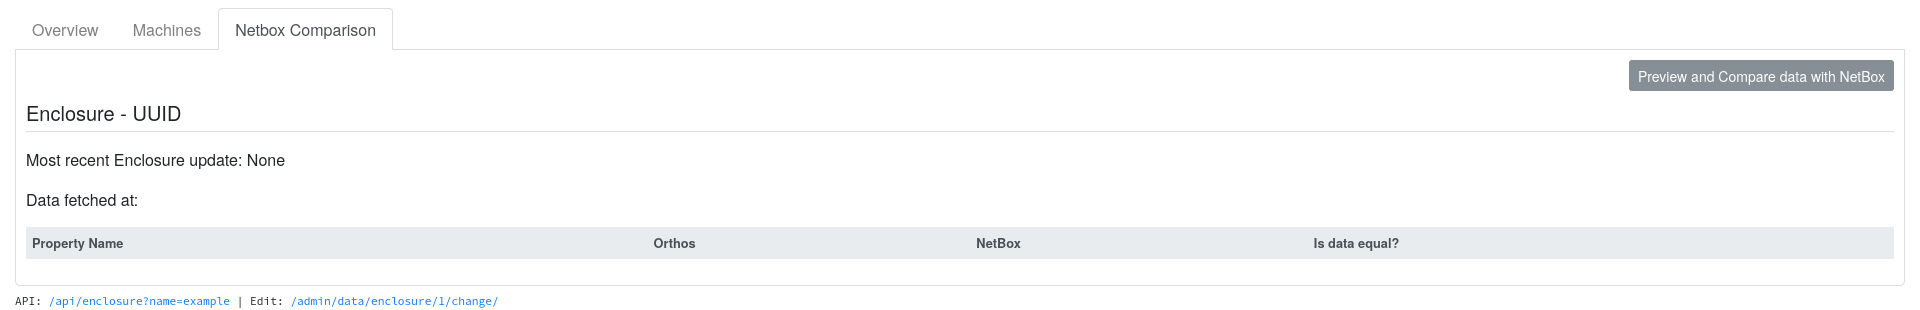 Overview Machines Netbox Comparison
Preview and Compare data with NetBox
Enclosure - UUID
Most recent Enclosure update: None
Data fetched at:
Property Name Orthos NetBox Is data equal?
API: /api/enclosure?name=example | Edit: /admin/data/enclosure/1/change/